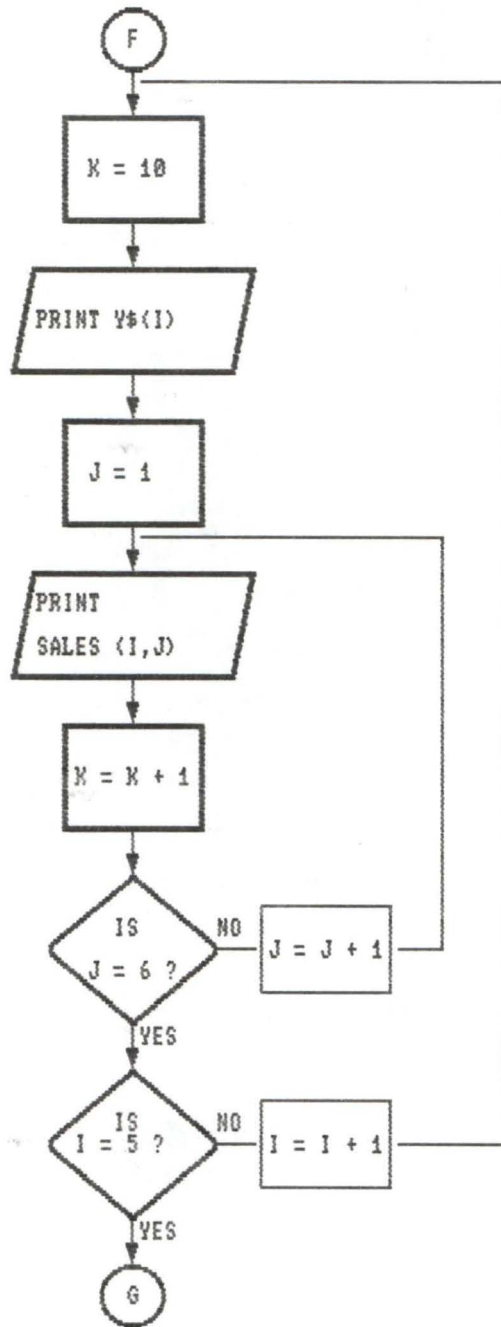 F
K = 10
PRINT Y$(I)
J = 1
PRINT
SALES (I,J)
K = K + 1
IS
J = 6 ?
NO
J = J + 1
YES
IS
I = 5 ?
NO
I = I + 1
YES
G